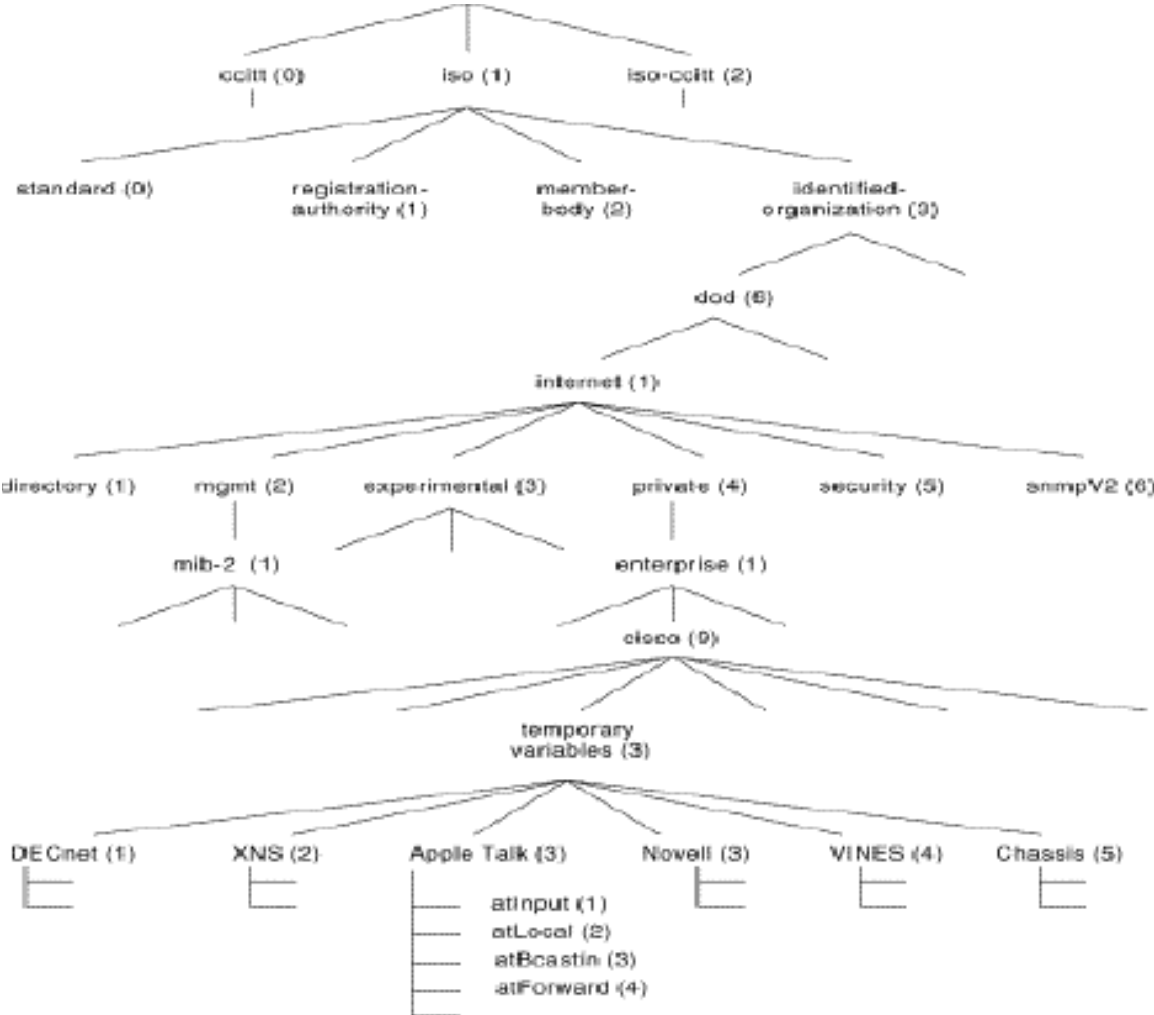 ccitt (0)
iso (1)
iso-ccitt (2)
standard (0)
registration-
authority (1)
member-
body (2)
identified-
organization (3)
dod (6)
internet (1)
directory (1)
mgmt (2)
experimental (3)
private (4)
security (5)
snmpV2 (6)
mib-2 (1)
enterprise (1)
cisco (9)
temporary
variables (3)
DECnet (1)
XNS (2)
Apple Talk (3)
Novell (3)
VINES (4)
Chassis (5)
atInput (1)
atLocal (2)
atBcastin (3)
atForward (4)